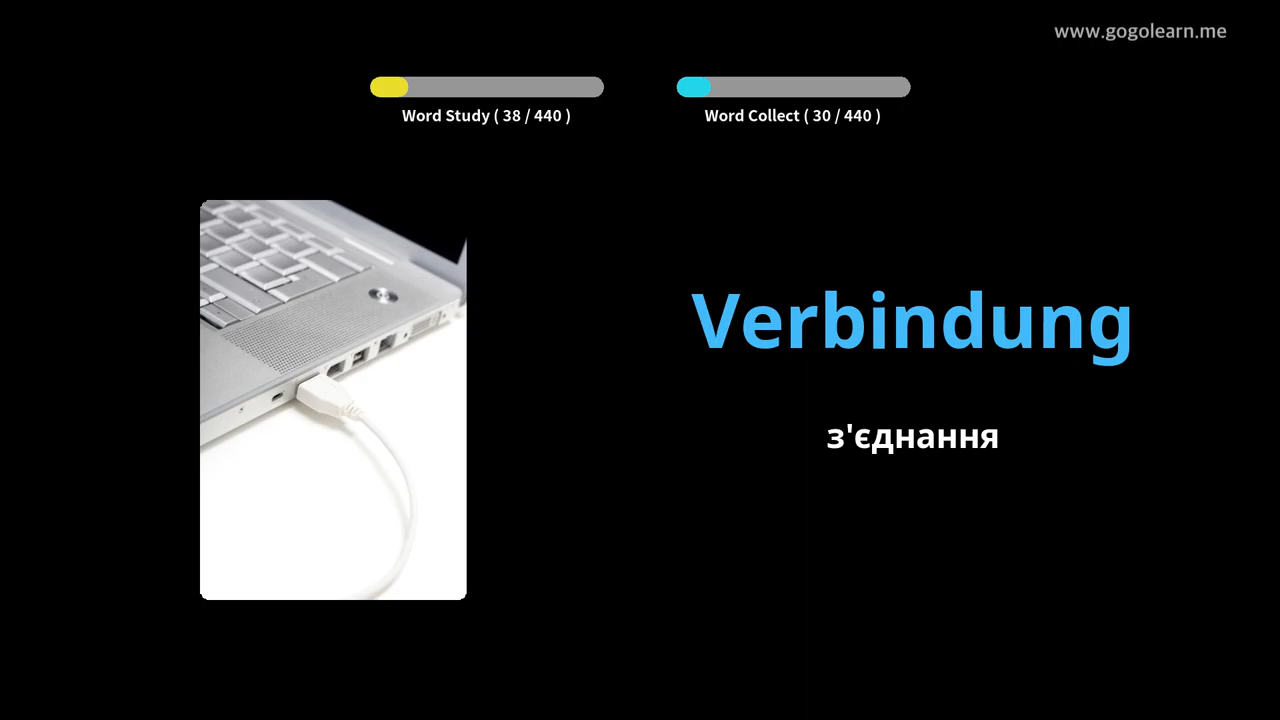 www.gogolearn.me
Word Study ( 38 / 440 )
Word Collect ( 30 / 440 )
Verbindung
з'єднання